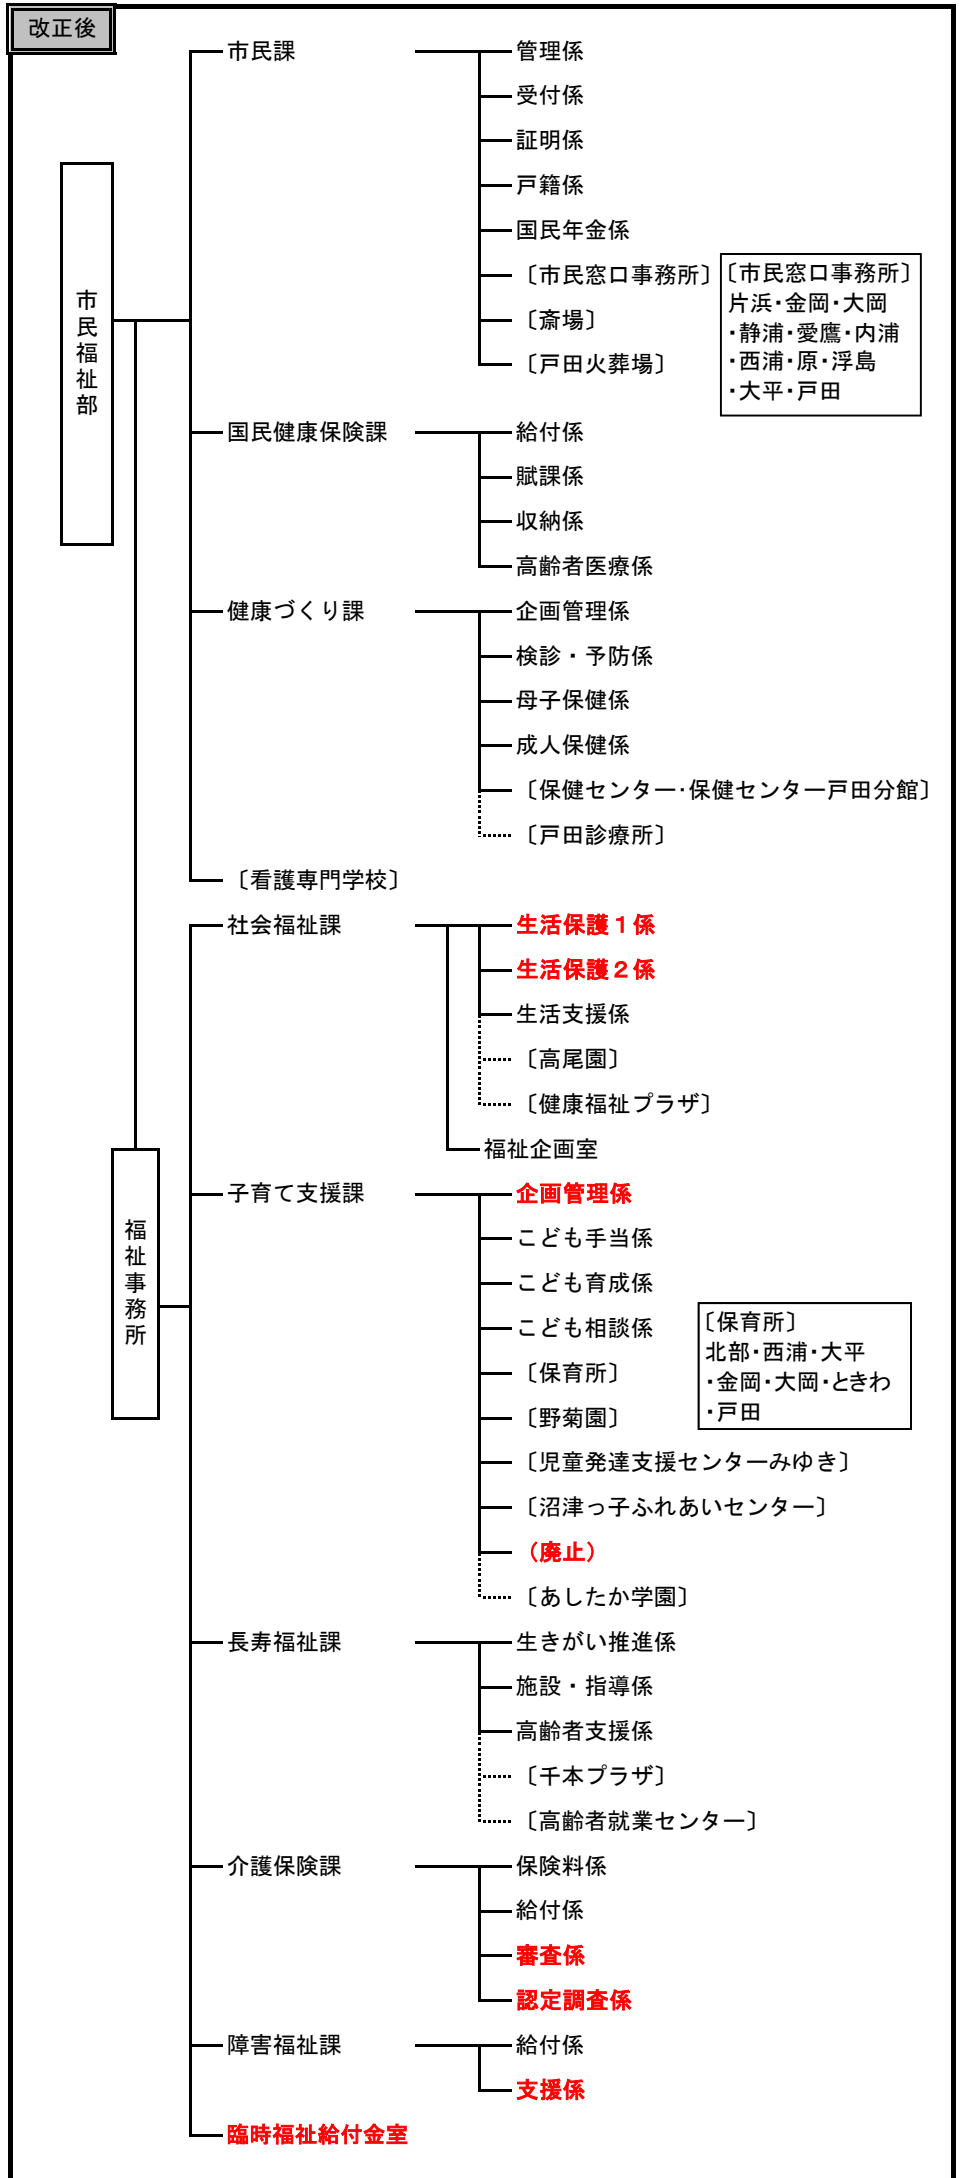 改正後
市民福祉部
市民課
管理係
受付係
証明係
戸籍係
国民年金係
〔市民窓口事務所〕
〔斎場〕
〔戸田火葬場〕
〔市民窓口事務所〕
片浜・金岡・大岡
・静浦・愛鷹・内浦
・西浦・原・浮島
・大平・戸田
国民健康保険課
給付係
賦課係
収納係
高齢者医療係
健康づくり課
企画管理係
検診・予防係
母子保健係
成人保健係
〔保健センター・保健センター戸田分館〕
〔戸田診療所〕
〔看護専門学校〕
福祉事務所
社会福祉課
生活保護１係
生活保護２係
生活支援係
〔高尾園〕
〔健康福祉プラザ〕
福祉企画室
子育て支援課
企画管理係
こども手当係
こども育成係
こども相談係
〔保育所〕
〔野菊園〕
〔児童発達支援センターみゆき〕
〔沼津っ子ふれあいセンター〕
（廃止）
〔あしたか学園〕
〔保育所〕
北部・西浦・大平
・金岡・大岡・ときわ
・戸田
長寿福祉課
生きがい推進係
施設・指導係
高齢者支援係
〔千本プラザ〕
〔高齢者就業センター〕
介護保険課
保険料係
給付係
審査係
認定調査係
障害福祉課
給付係
支援係
臨時福祉給付金室